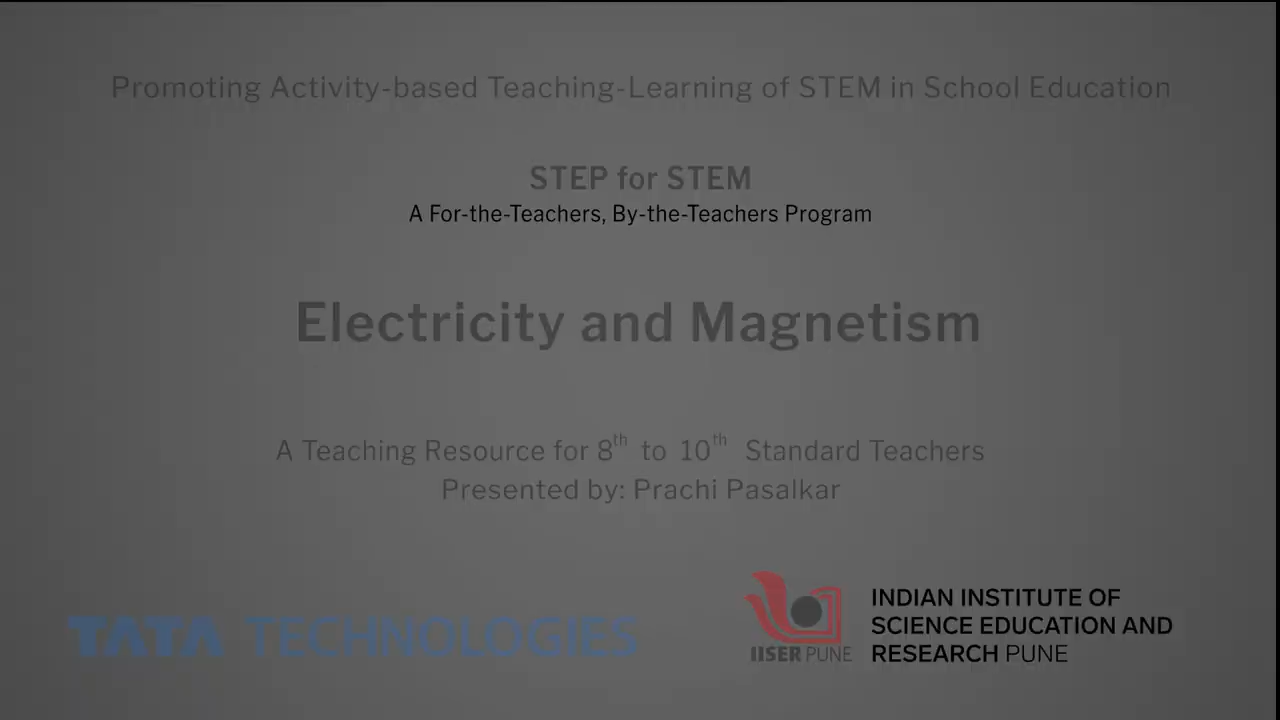 Promoting Activity-based Teaching-Learning of STEM in School Education
STEP for STEM
A For-the-Teachers, By-the-Teachers Program
Electricity and Magnetism
A Teaching Resource for 8th to 10th Standard Teachers
Presented by: Prachi Pasalkar
TATA TECHNOLOGIES
IISER PUNE
INDIAN INSTITUTE OF
SCIENCE EDUCATION AND
RESEARCH PUNE